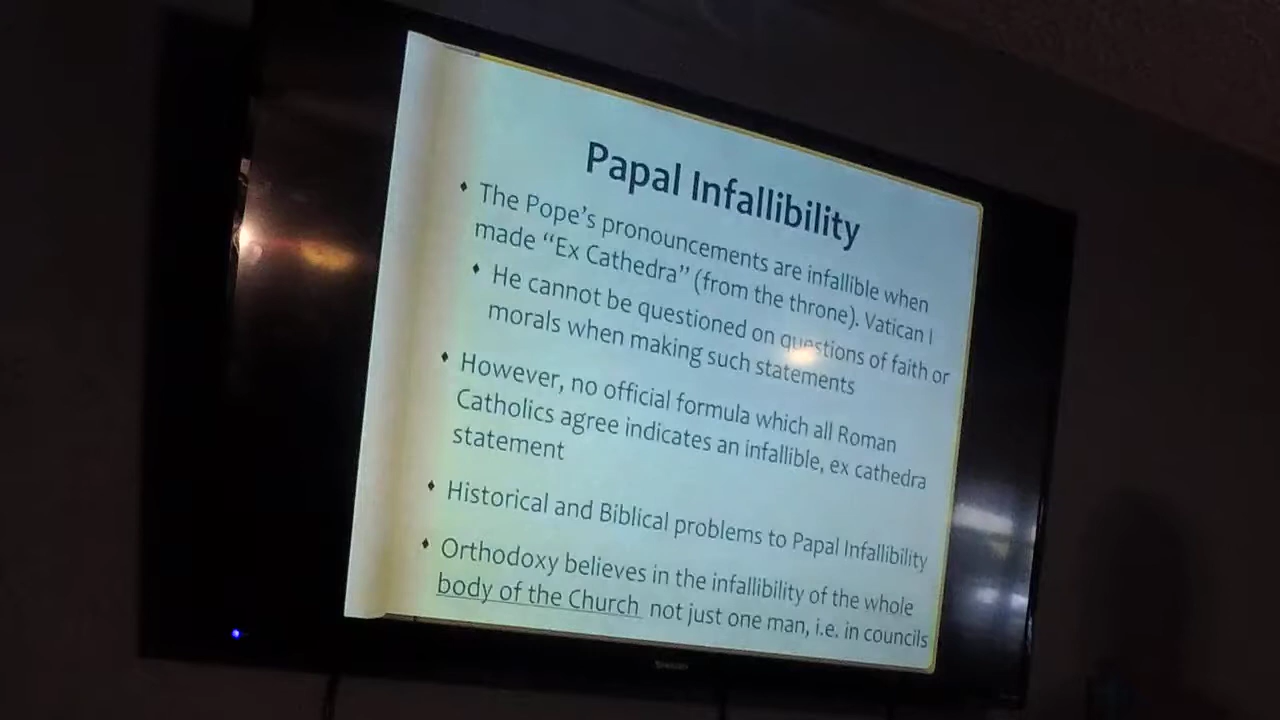 Papal Infallibility
The Pope's pronouncements are infallible when
made “Ex Cathedra” (from the throne). Vatican I
He cannot be questioned on questions of faith or
morals when making such statements
However, no official formula which all Roman
Catholics agree indicates an infallible, ex cathedra
statement
Historical and Biblical problems to Papal Infallibility
Orthodoxy believes in the infallibility of the whole
body of the Church not just one man, i.e. in councils